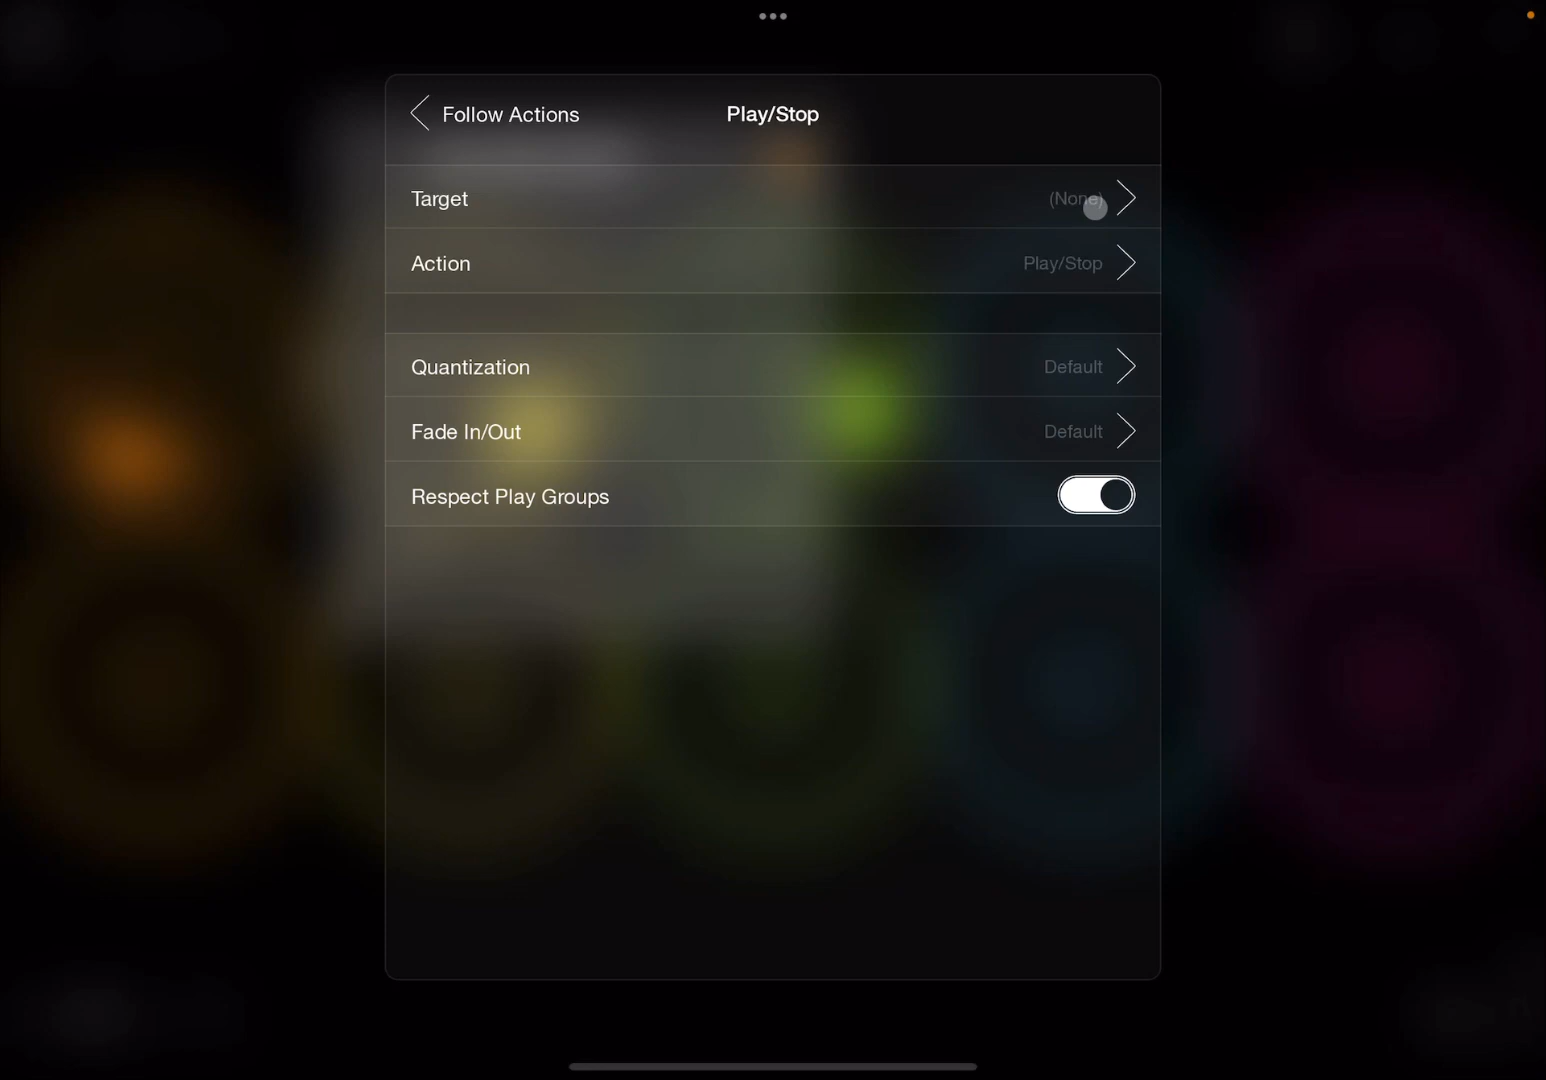 Follow Actions
Play/Stop
Target
(None)
Action
Play/Stop
Quantization
Default
Fade In/Out
Default
Respect Play Groups